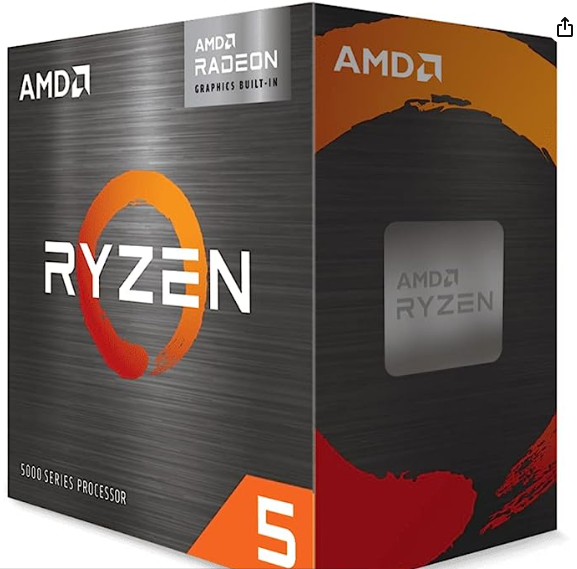 AMD
AMD
RADEON
GRAPHICS BUILT-IN
RYZEN
5000 SERIES PROCESSOR
5
AMD
AMD
RYZEN